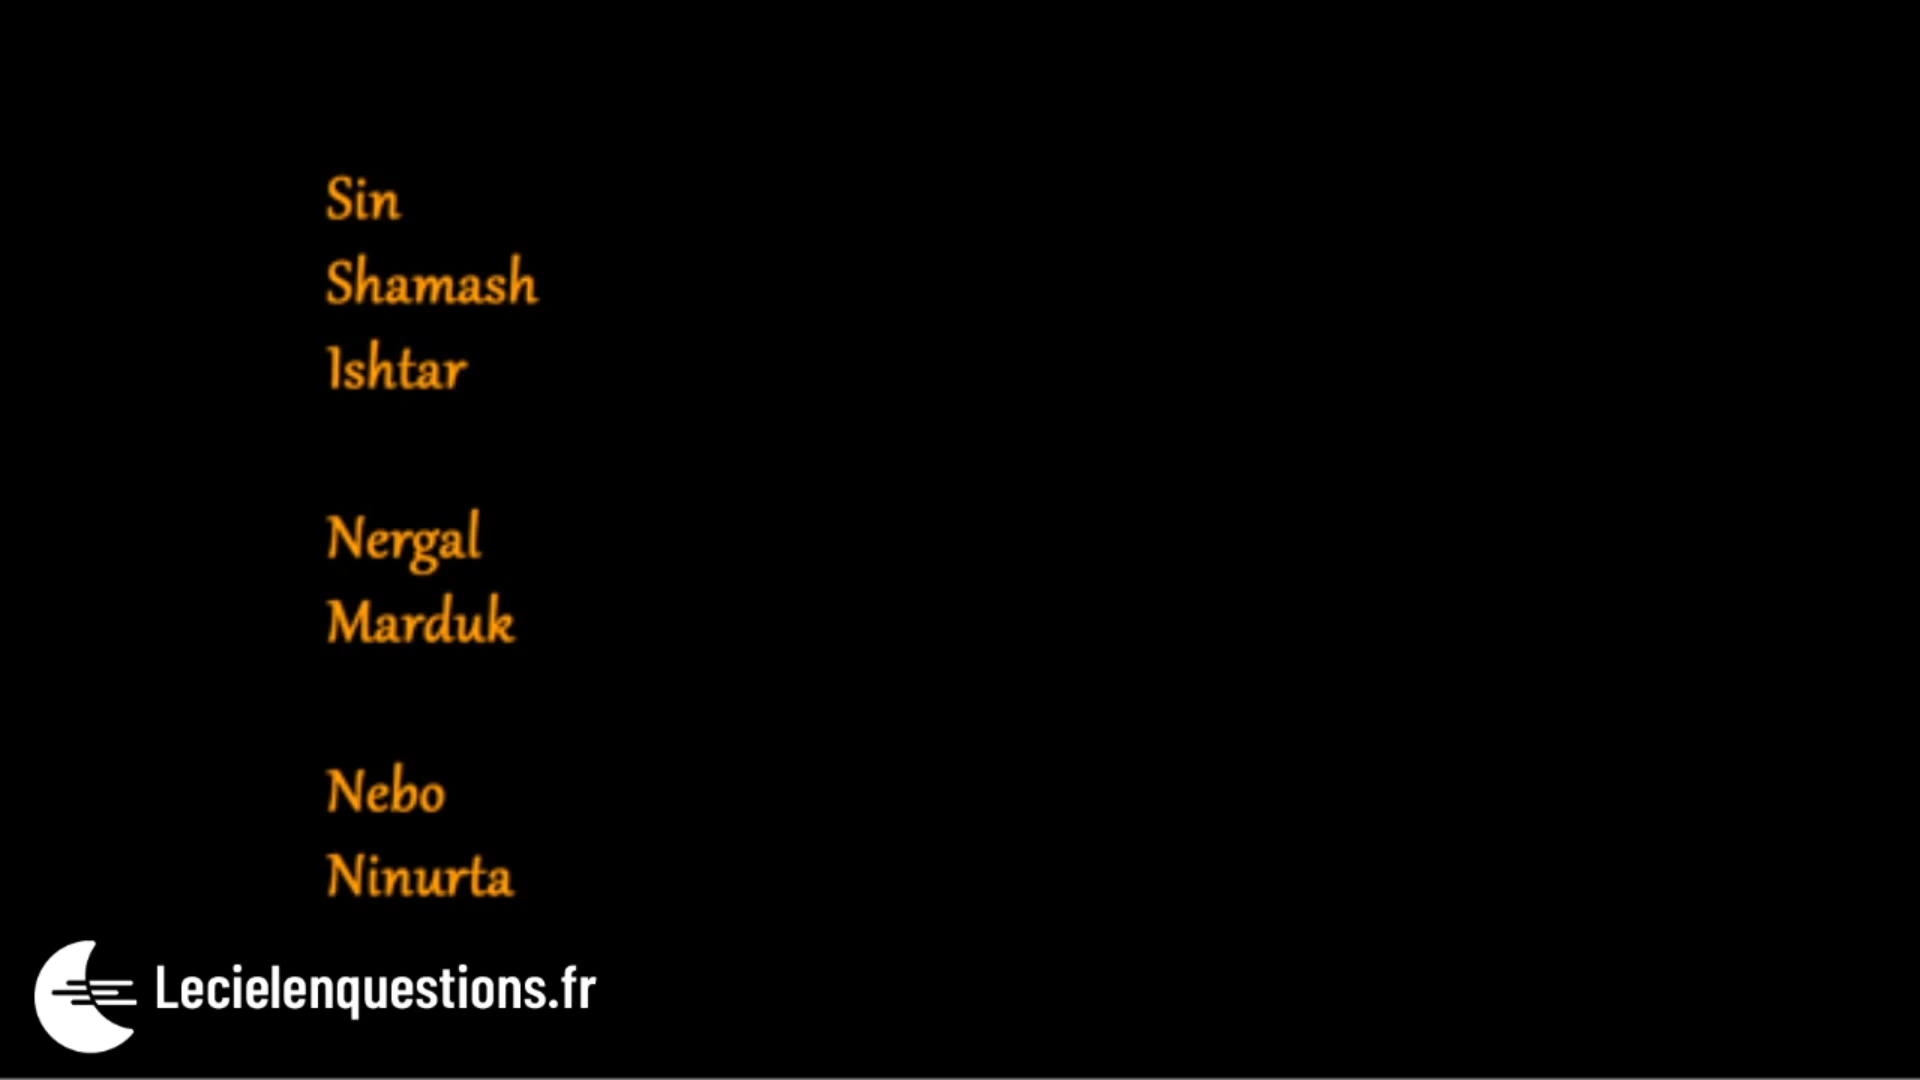 Sin
Shamash
Ishtar
Nergal
Marduk
Nebo
Ninurta
Lecielenquestions.fr